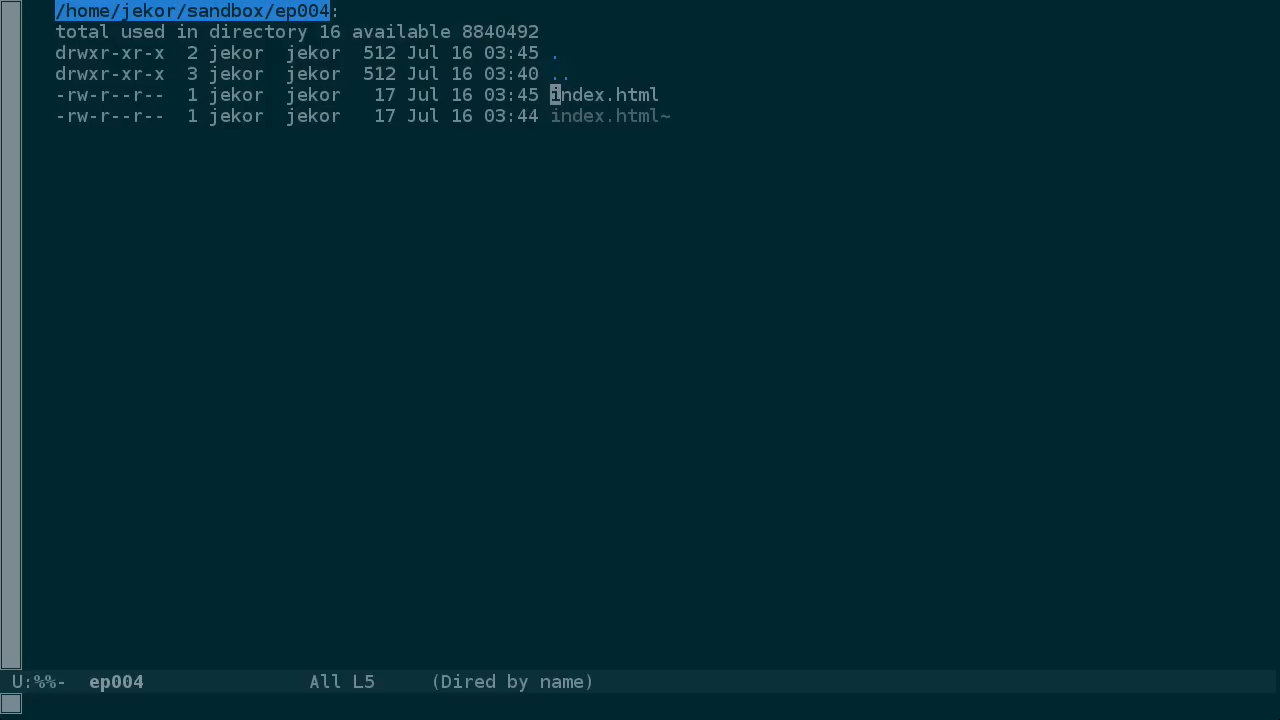 /home/jekor/sandbox/ep004:
total used in directory 16 available 8840492
drwxr-xr-x  2 jekor  jekor  512 Jul 16 03:45 .
drwxr-xr-x  3 jekor  jekor  512 Jul 16 03:40 ..
-rw-r--r--  1 jekor  jekor   17 Jul 16 03:45 index.html
-rw-r--r--  1 jekor  jekor   17 Jul 16 03:44 index.html~
U:%%-  ep004               All L5     (Dired by name)